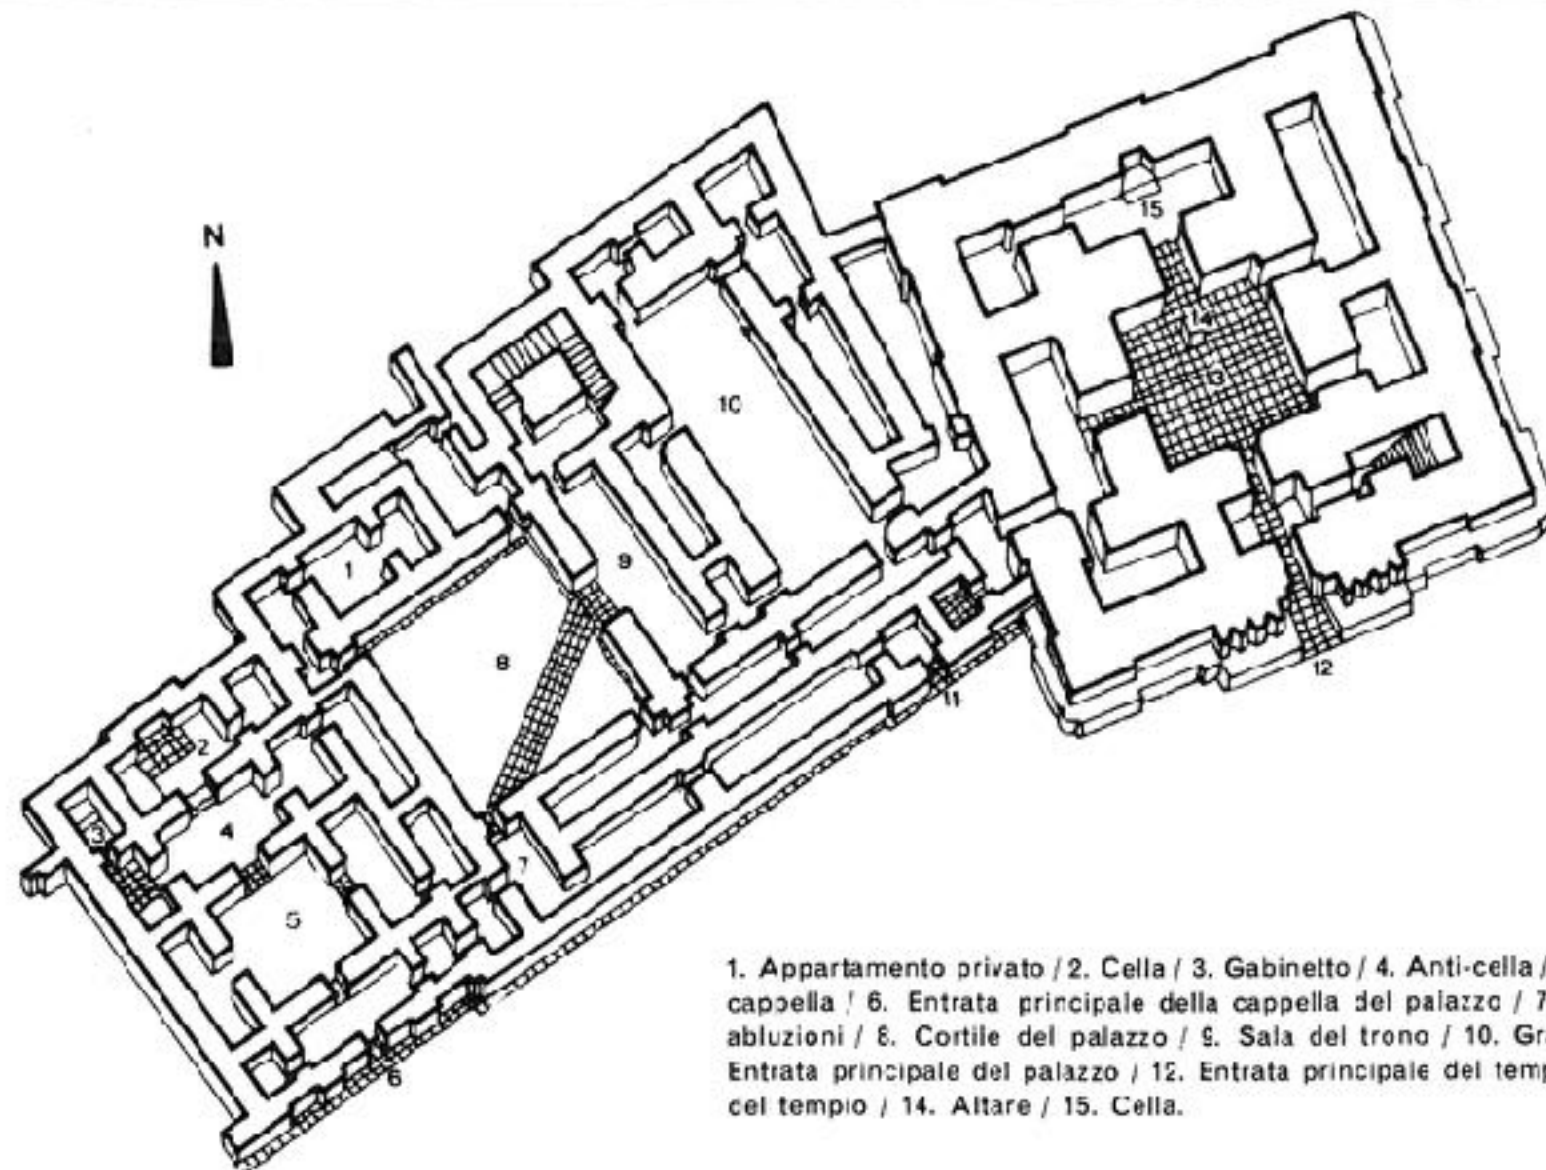 N
15
14
13
10
9
1
8
12
11
2
3
4
7
5
6
1. Appartamento privato / 2. Cella / 3. Gabinetto / 4. Anti-cella /
cappella / 6. Entrata principale della cappella del palazzo / 7
abluzioni / 8. Cortile del palazzo / 9. Sala del trono / 10. Gr
Entrata principale del palazzo / 12. Entrata principale del temp
del tempio / 14. Altare / 15. Cella.